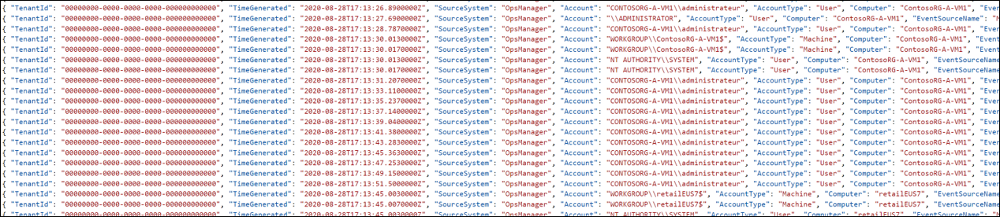 { "TenantId": "00000000-0000-0000-0000-000000000000", "TimeGenerated": "2020-08-28T17:13:26.8900000Z", "SourceSystem": "OpsManager", "Account": "CONTOSORG-A-VM1\\administrateur", "AccountType": "User", "Computer": "ContosoRG-A-VM1", "Even
{ "TenantId": "00000000-0000-0000-0000-000000000000", "TimeGenerated": "2020-08-28T17:13:27.6900000Z", "SourceSystem": "OpsManager", "Account": "\\ADMINISTRATOR", "AccountType": "User", "Computer": "ContosoRG-A-VM1", "EventSourceName": "M
{ "TenantId": "00000000-0000-0000-0000-000000000000", "TimeGenerated": "2020-08-28T17:13:28.7870000Z", "SourceSystem": "OpsManager", "Account": "CONTOSORG-A-VM1\\administrateur", "AccountType": "User", "Computer": "ContosoRG-A-VM1", "Even
{ "TenantId": "00000000-0000-0000-0000-000000000000", "TimeGenerated": "2020-08-28T17:13:30.0130000Z", "SourceSystem": "OpsManager", "Account": "WORKGROUP\\ContosoRG-A-VM1$", "AccountType": "Machine", "Computer": "ContosoRG-A-VM1", "Event
{ "TenantId": "00000000-0000-0000-0000-000000000000", "TimeGenerated": "2020-08-28T17:13:30.0170000Z", "SourceSystem": "OpsManager", "Account": "WORKGROUP\\ContosoRG-A-VM1$", "AccountType": "Machine", "Computer": "ContosoRG-A-VM1", "Event
{ "TenantId": "00000000-0000-0000-0000-000000000000", "TimeGenerated": "2020-08-28T17:13:30.0130000Z", "SourceSystem": "OpsManager", "Account": "NT AUTHORITY\\SYSTEM", "AccountType": "User", "Computer": "ContosoRG-A-VM1", "EventSourceName
{ "TenantId": "00000000-0000-0000-0000-000000000000", "TimeGenerated": "2020-08-28T17:13:30.0170000Z", "SourceSystem": "OpsManager", "Account": "NT AUTHORITY\\SYSTEM", "AccountType": "User", "Computer": "ContosoRG-A-VM1", "EventSourceName
{ "TenantId": "00000000-0000-0000-0000-000000000000", "TimeGenerated": "2020-08-28T17:13:31.2070000Z", "SourceSystem": "OpsManager", "Account": "CONTOSORG-A-VM1\\administrateur", "AccountType": "User", "Computer": "ContosoRG-A-VM1", "Even
{ "TenantId": "00000000-0000-0000-0000-000000000000", "TimeGenerated": "2020-08-28T17:13:33.1100000Z", "SourceSystem": "OpsManager", "Account": "CONTOSORG-A-VM1\\administrateur", "AccountType": "User", "Computer": "ContosoRG-A-VM1", "Even
{ "TenantId": "00000000-0000-0000-0000-000000000000", "TimeGenerated": "2020-08-28T17:13:35.2370000Z", "SourceSystem": "OpsManager", "Account": "CONTOSORG-A-VM1\\administrateur", "AccountType": "User", "Computer": "ContosoRG-A-VM1", "Even
{ "TenantId": "00000000-0000-0000-0000-000000000000", "TimeGenerated": "2020-08-28T17:13:37.1400000Z", "SourceSystem": "OpsManager", "Account": "CONTOSORG-A-VM1\\administrateur", "AccountType": "User", "Computer": "ContosoRG-A-VM1", "Even
{ "TenantId": "00000000-0000-0000-0000-000000000000", "TimeGenerated": "2020-08-28T17:13:39.0400000Z", "SourceSystem": "OpsManager", "Account": "CONTOSORG-A-VM1\\administrateur", "AccountType": "User", "Computer": "ContosoRG-A-VM1", "Even
{ "TenantId": "00000000-0000-0000-0000-000000000000", "TimeGenerated": "2020-08-28T17:13:41.3800000Z", "SourceSystem": "OpsManager", "Account": "CONTOSORG-A-VM1\\administrateur", "AccountType": "User", "Computer": "ContosoRG-A-VM1", "Even
{ "TenantId": "00000000-0000-0000-0000-000000000000", "TimeGenerated": "2020-08-28T17:13:43.2830000Z", "SourceSystem": "OpsManager", "Account": "CONTOSORG-A-VM1\\administrateur", "AccountType": "User", "Computer": "ContosoRG-A-VM1", "Even
{ "TenantId": "00000000-0000-0000-0000-000000000000", "TimeGenerated": "2020-08-28T17:13:45.3630000Z", "SourceSystem": "OpsManager", "Account": "CONTOSORG-A-VM1\\administrateur", "AccountType": "User", "Computer": "ContosoRG-A-VM1", "Even
{ "TenantId": "00000000-0000-0000-0000-000000000000", "TimeGenerated": "2020-08-28T17:13:47.2530000Z", "SourceSystem": "OpsManager", "Account": "CONTOSORG-A-VM1\\administrateur", "AccountType": "User", "Computer": "ContosoRG-A-VM1", "Even
{ "TenantId": "00000000-0000-0000-0000-000000000000", "TimeGenerated": "2020-08-28T17:13:49.1500000Z", "SourceSystem": "OpsManager", "Account": "CONTOSORG-A-VM1\\administrateur", "AccountType": "User", "Computer": "ContosoRG-A-VM1", "Even
{ "TenantId": "00000000-0000-0000-0000-000000000000", "TimeGenerated": "2020-08-28T17:13:51.5000000Z", "SourceSystem": "OpsManager", "Account": "CONTOSORG-A-VM1\\administrateur", "AccountType": "User", "Computer": "ContosoRG-A-VM1", "Even
{ "TenantId": "00000000-0000-0000-0000-000000000000", "TimeGenerated": "2020-08-28T17:13:45.0030000Z", "SourceSystem": "OpsManager", "Account": "WORKGROUP\\retailEUS7$", "AccountType": "Machine", "Computer": "retailEUS7", "EventSourceName
{ "TenantId": "00000000-0000-0000-0000-000000000000", "TimeGenerated": "2020-08-28T17:13:45.0070000Z", "SourceSystem": "OpsManager", "Account": "WORKGROUP\\retailEUS7$", "AccountType": "Machine", "Computer": "retailEUS7", "EventSourceName
{ "TenantId": "00000000-0000-0000-0000-000000000000", "TimeGenerated": "2020-08-28T17:13:45.0030000Z", "SourceSystem": "OpsManager", "Account": "NT AUTHORITY\\SYSTEM", "AccountType": "User", "Computer": "retailEUS7", "EventSourceName": "M